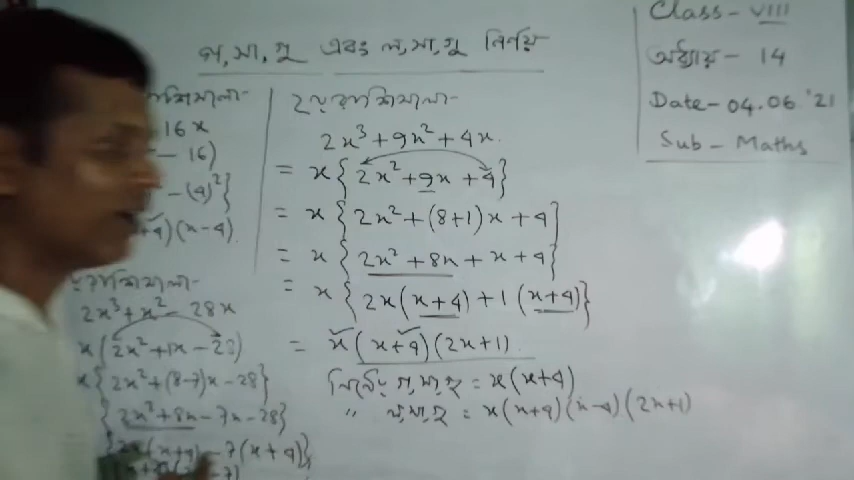 গ,সা,গু এবং ল,সা,গু নির্ণয়
Class - VIII
অধ্যায় - 14
Date - 04.06.'21
Sub - Maths
16x
- 16)
- (4)²}
+4)(x-4)
2x³+x²-28x
x(2x²+1x-28)
x{2x²+(8-7)x-28}
{2x²+8x-7x-28}
{2x(x+4)-7(x+4)}
২য় রাশিমালা-
2x³+9x²+4x.
= x{2x²+9x+4}
= x{2x²+(8+1)x+4}
= x{2x²+8x+x+4}
= x{2x(x+4)+1(x+4)}
= x(x+4)(2x+1)
নির্ণেয় গ,সা,গু = x(x+4)
" ল,সা,গু = x(x+4)(x-4)(2x+1)